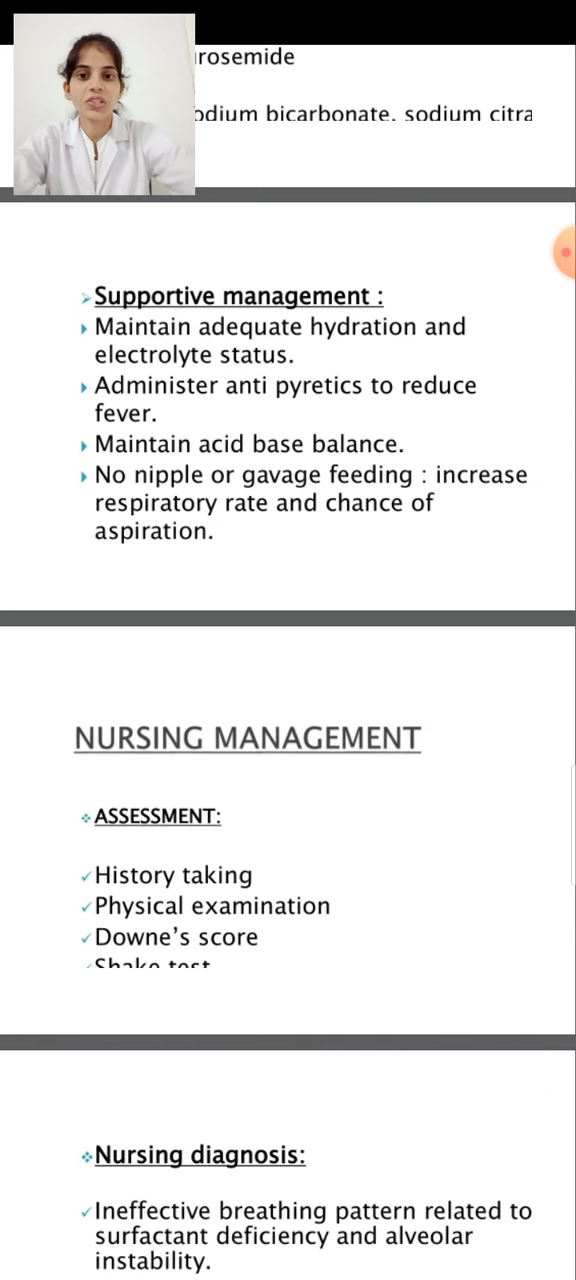 odium bicarbonate. sodium citra
Supportive management :
Maintain adequate hydration and
electrolyte status.
Administer anti pyretics to reduce
fever.
Maintain acid base balance.
No nipple or gavage feeding : increase
respiratory rate and chance of
aspiration.
NURSING MANAGEMENT
ASSESSMENT:
History taking
Physical examination
Downe’s score
Shake test
Nursing diagnosis:
Ineffective breathing pattern related to
surfactant deficiency and alveolar
instability.